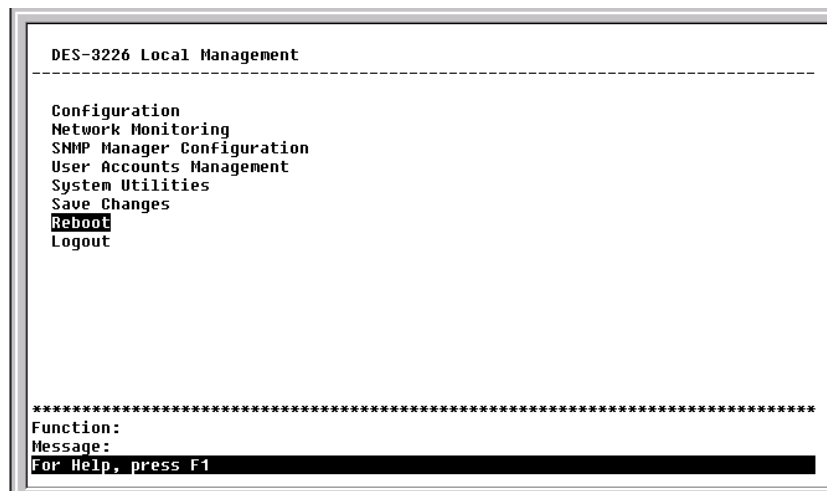 DES-3226 Local Management
--------------------------------------------------------------------------------
Configuration
Network Monitoring
SNMP Manager Configuration
User Accounts Management
System Utilities
Save Changes
Reboot
Logout
*******************************************************************************
Function:
Message:
For Help, press F1